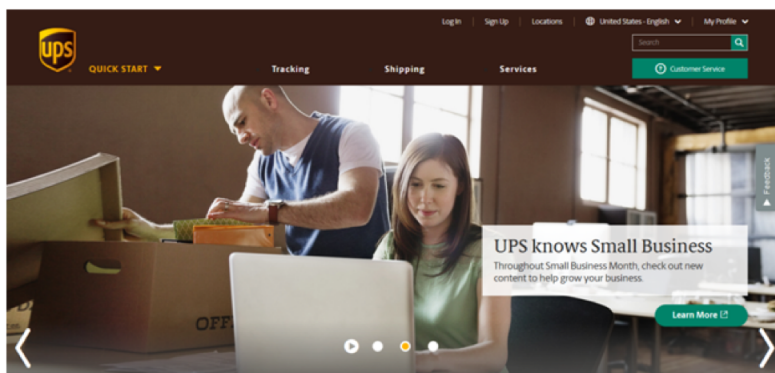 Log In
Sign Up
Locations
United States - English
My Profile
ups
Search
QUICK START
Tracking
Shipping
Services
Customer Service
Feedback
UPS knows Small Business
Throughout Small Business Month, check out new
content to help grow your business.
OFF
Learn More